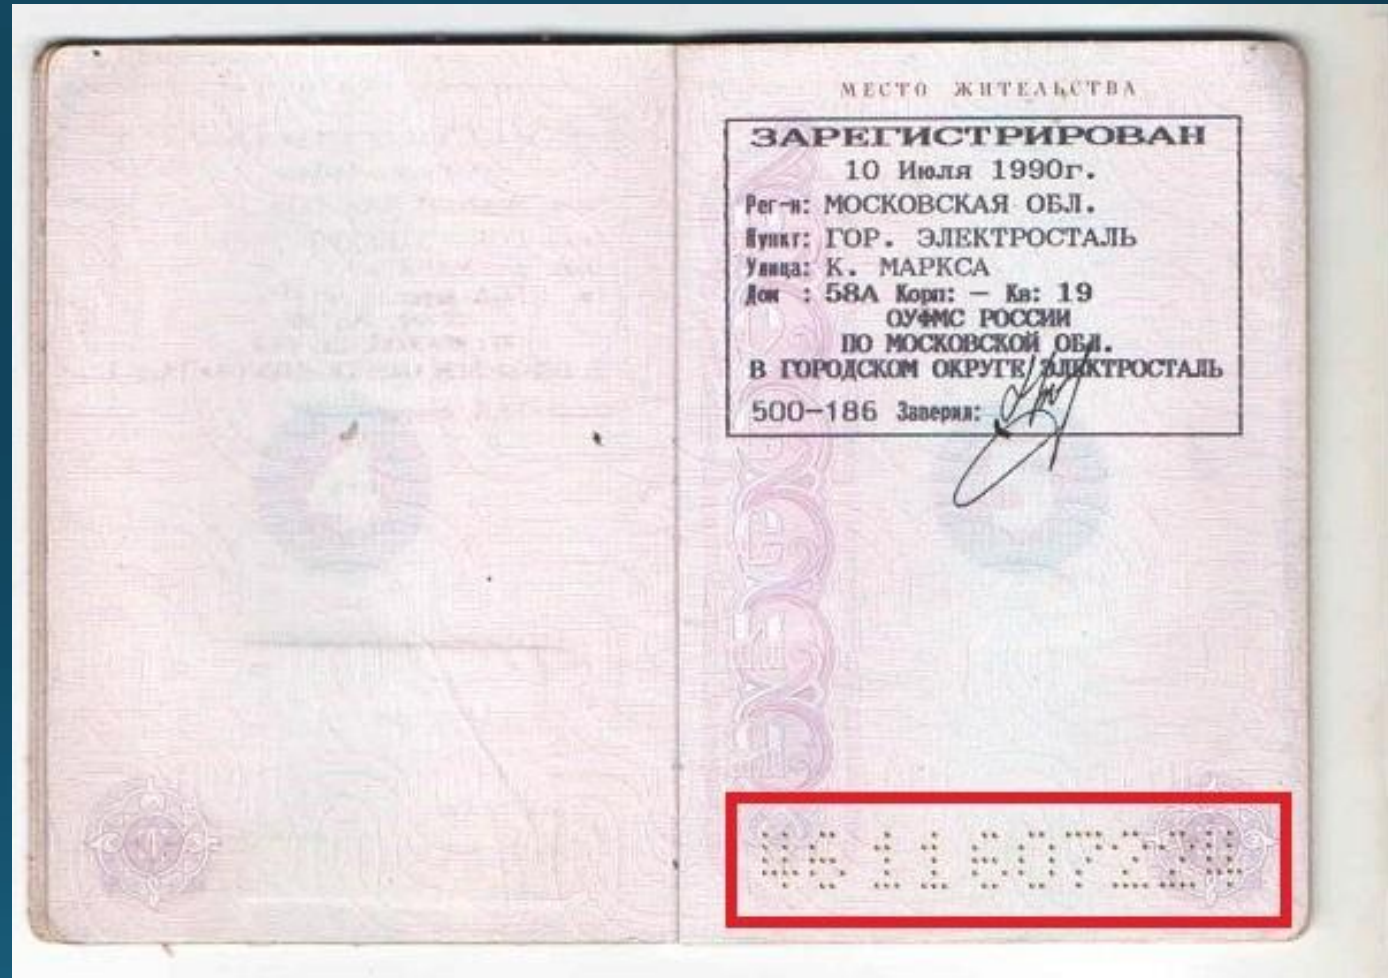 МЕСТО ЖИТЕЛЬСТВА
ЗАРЕГИСТРИРОВАН
10 Июля 1990г.
Рег-н: МОСКОВСКАЯ ОБЛ.
Пункт: ГОР. ЭЛЕКТРОСТАЛЬ
Улица: К. МАРКСА
Дом : 58А Корп: — Кв: 19
ОУФМС РОССИИ
ПО МОСКОВСКОЙ ОБЛ.
В ГОРОДСКОМ ОКРУГЕ ЭЛЕКТРОСТАЛЬ
500-186 Заверил: